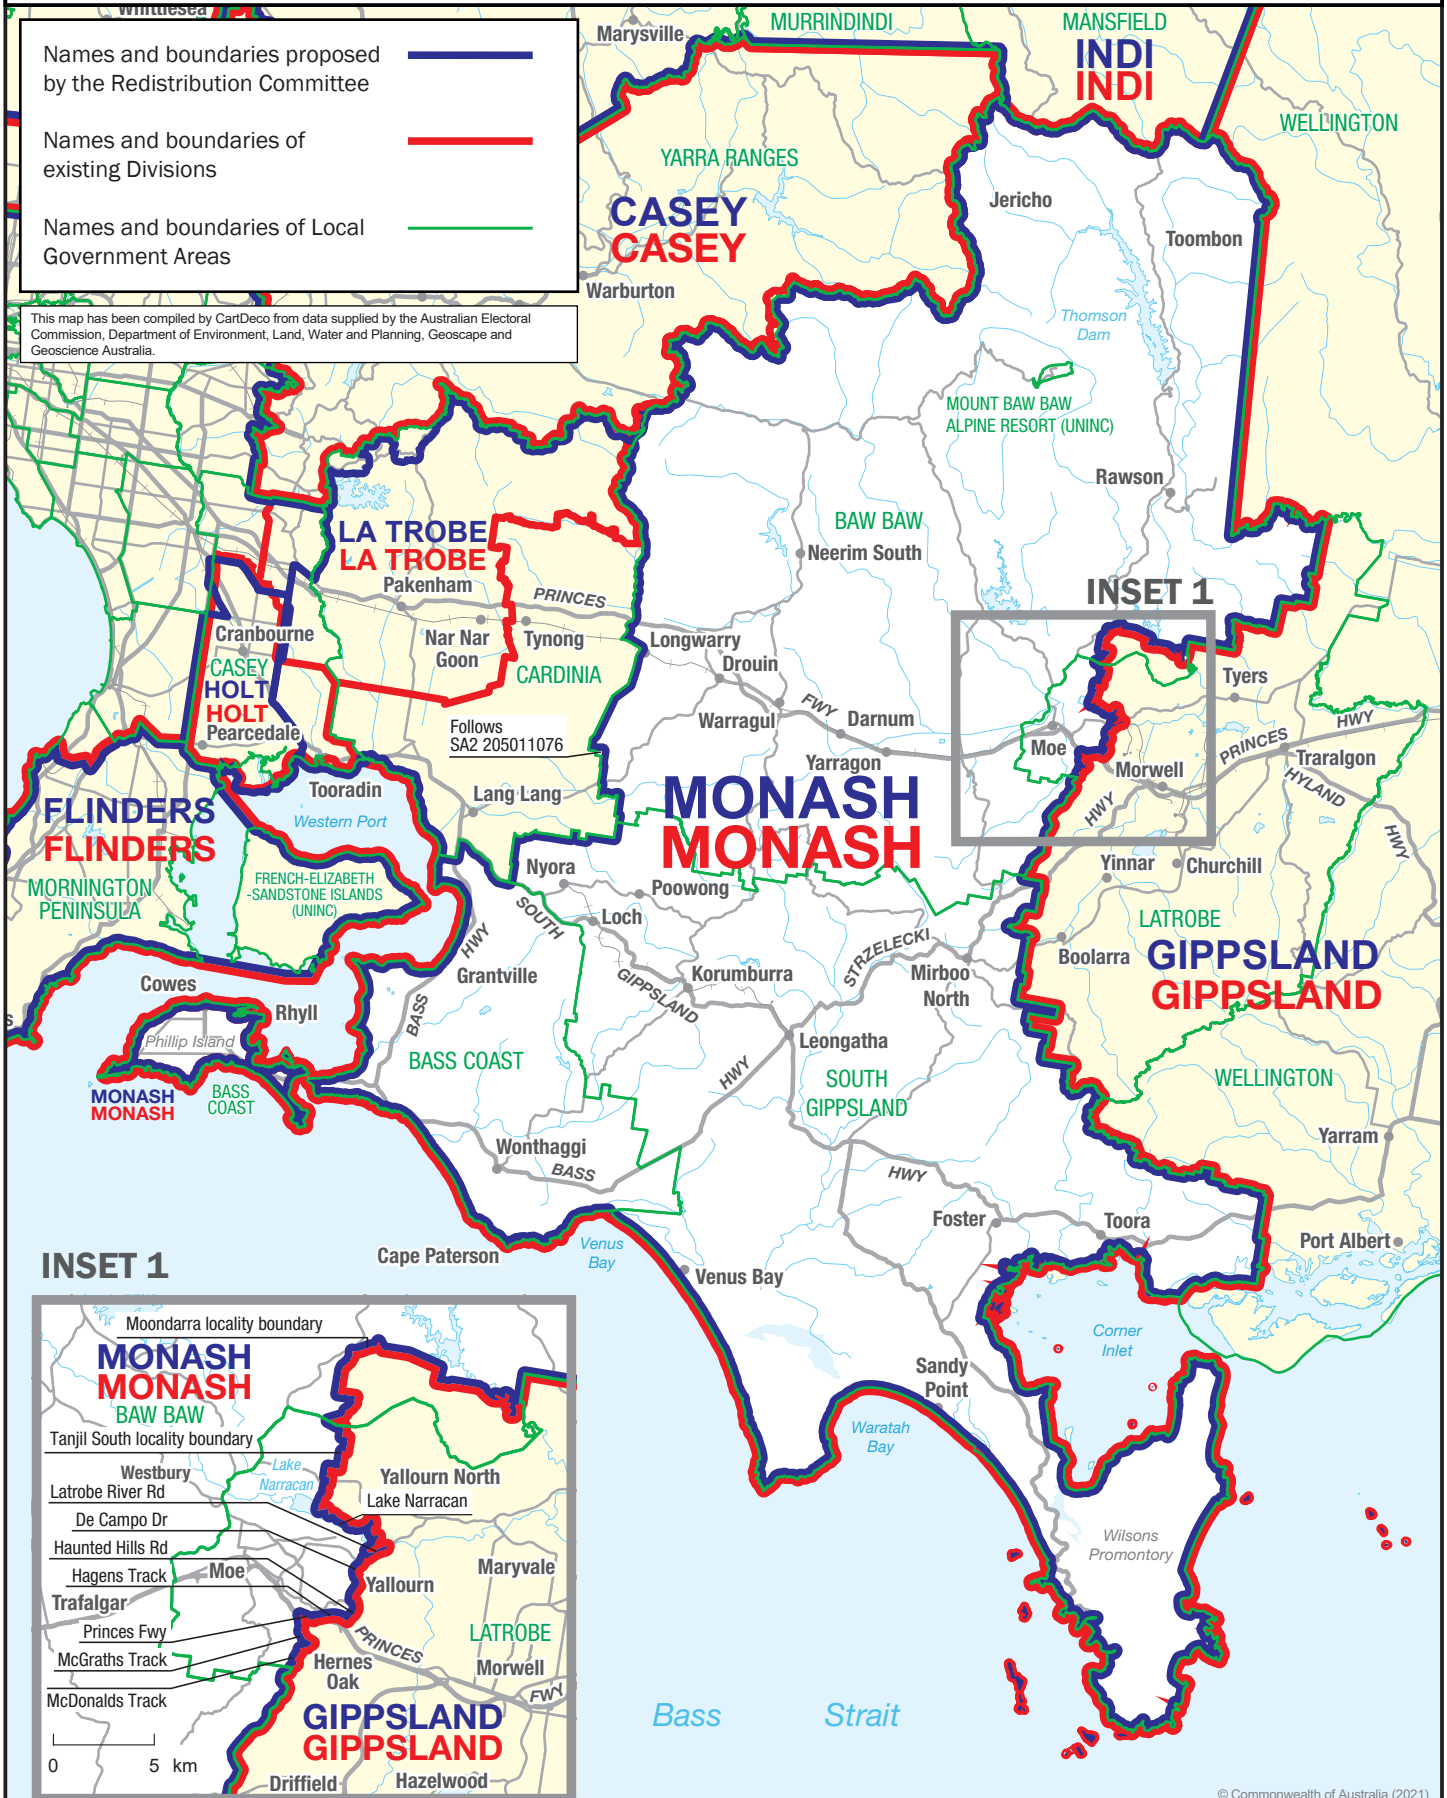 Whittlesea
Names and boundaries proposed
by the Redistribution Committee
Names and boundaries of
existing Divisions
Names and boundaries of Local
Government Areas
This map has been compiled by CartDeco from data supplied by the Australian Electoral
Commission, Department of Environment, Land, Water and Planning, Geoscape and
Geoscience Australia.
Marysville
MURRINDINDI
MANSFIELD
INDI
INDI
WELLINGTON
YARRA RANGES
CASEY
CASEY
Warburton
Jericho
Toombon
Thomson
Dam
MOUNT BAW BAW
ALPINE RESORT (UNINC)
Rawson
BAW BAW
Neerim South
INSET 1
LA TROBE
LA TROBE
Pakenham
PRINCES
Nar Nar
Goon
Tynong
CARDINIA
Cranbourne
CASEY
HOLT
HOLT
Pearcedale
Longwarry
Drouin
Warragul
FWY
Darnum
Yarragon
Follows
SA2 205011076
Moe
Morwell
HWY
Tyers
PRINCES
HWY
Traralgon
HYLAND
HWY
MONASH
MONASH
Tooradin
Western Port
Lang Lang
FLINDERS
FLINDERS
MORNINGTON
PENINSULA
FRENCH-ELIZABETH
-SANDSTONE ISLANDS
(UNINC)
Nyora
Poowong
Loch
SOUTH
GIPPSLAND
HWY
Korumburra
STRZELECKI
Mirboo
North
Yinnar
Churchill
LATROBE
Boolarra
GIPPSLAND
GIPPSLAND
Cowes
Rhyll
Phillip Island
s
Grantville
HWY
BASS
BASS COAST
Leongatha
SOUTH
GIPPSLAND
WELLINGTON
MONASH
MONASH
BASS
COAST
Wonthaggi
BASS
HWY
Yarram
Foster
Toora
Port Albert
Cape Paterson
Venus
Bay
Venus Bay
Corner
Inlet
Sandy
Point
Waratah
Bay
Wilsons
Promontory
Bass Strait
INSET 1
Moondarra locality boundary
MONASH
MONASH
BAW BAW
Tanjil South locality boundary
Westbury
Lake
Narracan
Yallourn North
Latrobe River Rd
Lake Narracan
De Campo Dr
Haunted Hills Rd
Moe
Maryvale
Hagens Track
Yallourn
Trafalgar
Princes Fwy
LATROBE
PRINCES
McGraths Track
Hernes
Oak
Morwell
FWY
McDonalds Track
GIPPSLAND
GIPPSLAND
0 5 km
Driffield
Hazelwood
© Commonwealth of Australia (2021)